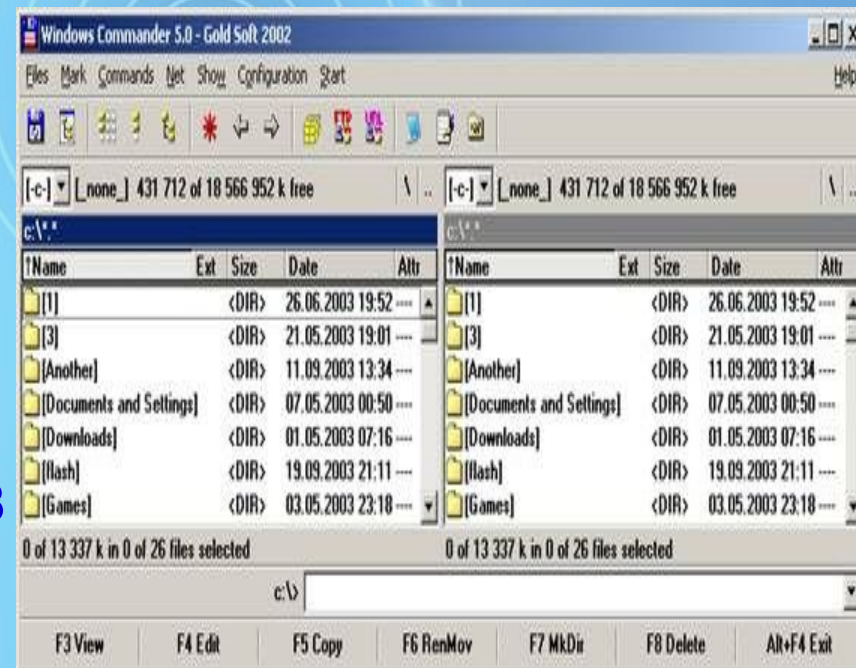 Windows Commander 5.0 - Gold Soft 2002
Files Mark Commands Net Show Configuration Start Help
[-c-] [_none_] 431 712 of 18 566 952 k free \ ..
[-c-] [_none_] 431 712 of 18 566 952 k free \ ..
c:\*.*
c:\*.*
↑Name Ext Size Date Attr
↑Name Ext Size Date Attr
[1] <DIR> 26.06.2003 19:52 ----
[1] <DIR> 26.06.2003 19:52 ----
[3] <DIR> 21.05.2003 19:01 ----
[3] <DIR> 21.05.2003 19:01 ----
[Another] <DIR> 11.09.2003 13:34 ----
[Another] <DIR> 11.09.2003 13:34 ----
[Documents and Settings] <DIR> 07.05.2003 00:50 ----
[Documents and Settings] <DIR> 07.05.2003 00:50 ----
[Downloads] <DIR> 01.05.2003 07:16 ----
[Downloads] <DIR> 01.05.2003 07:16 ----
[flash] <DIR> 19.09.2003 21:11 ----
[flash] <DIR> 19.09.2003 21:11 ----
[Games] <DIR> 03.05.2003 23:18 ----
[Games] <DIR> 03.05.2003 23:18 ----
0 of 13 337 k in 0 of 26 files selected
0 of 13 337 k in 0 of 26 files selected
c:\>
F3 View F4 Edit F5 Copy F6 RenMov F7 MkDir F8 Delete Alt+F4 Exit